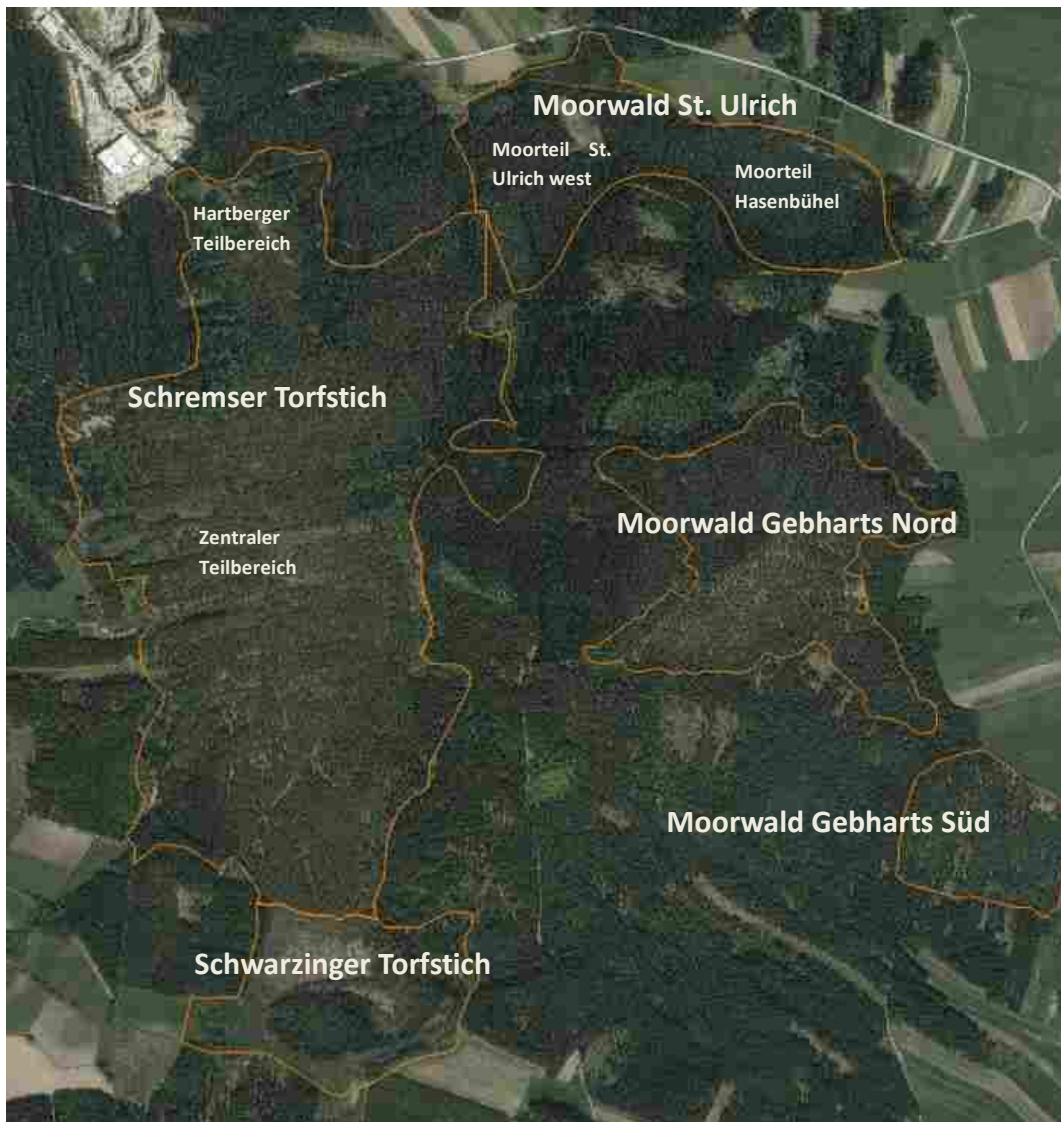 Moorwald St. Ulrich
Moorteil St.
Ulrich west
Moorteil
Hasenbühel
Hartberger
Teilbereich
Schremser Torfstich
Moorwald Gebharts Nord
Zentraler
Teilbereich
Moorwald Gebharts Süd
Schwarzinger Torfstich